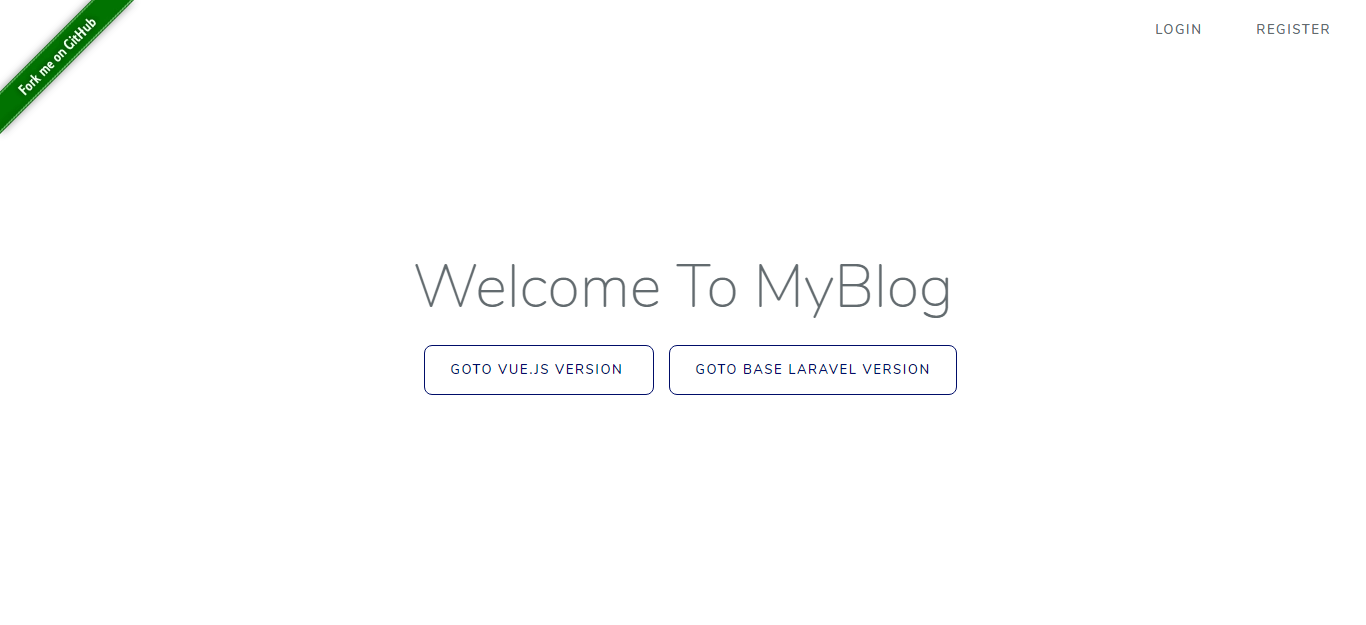 Fork me on GitHub
LOGIN REGISTER
Welcome To MyBlog
GOTO VUE.JS VERSION GOTO BASE LARAVEL VERSION